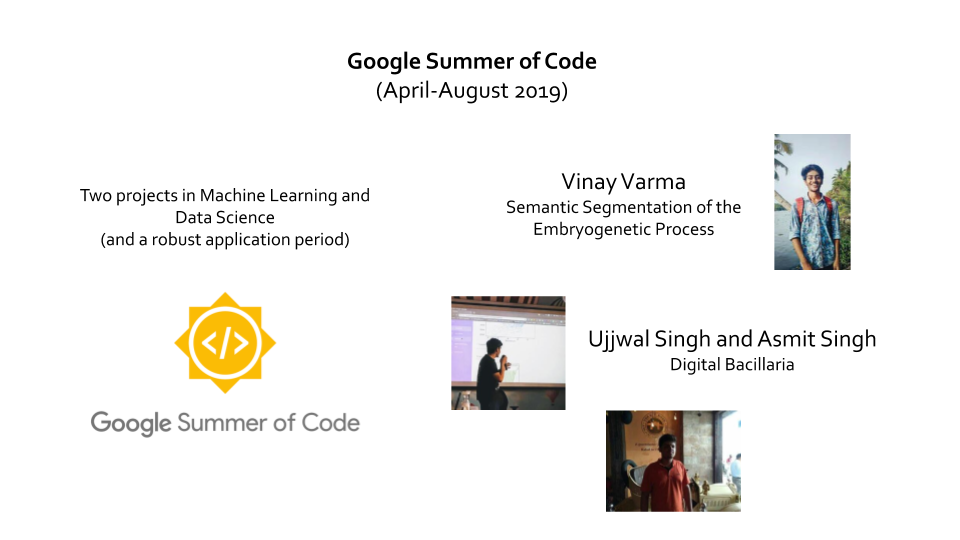 Google Summer of Code
(April-August 2019)
Two projects in Machine Learning and
Data Science
(and a robust application period)
</>
Google Summer of Code
Vinay Varma
Semantic Segmentation of the
Embryogenetic Process
Ujjwal Singh and Asmit Singh
Digital Bacillaria